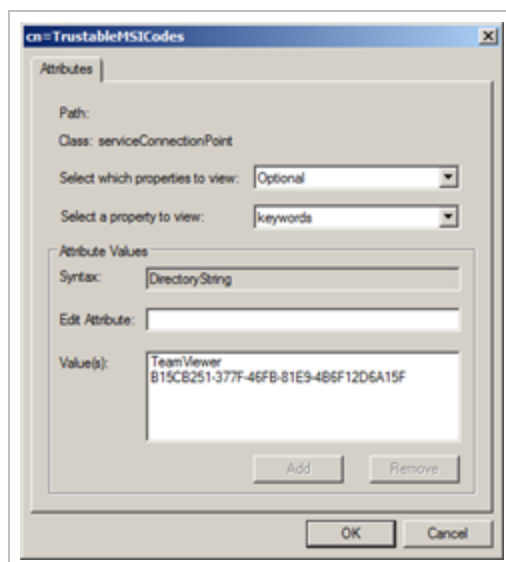 cn=TrustableMSICodes
Attributes
Path:
Class: serviceConnectionPoint
Select which properties to view: Optional
Select a property to view: keywords
Attribute Values
Syntax: DirectoryString
Edit Attribute:
Value(s): TeamViewer
B15CB251-377F-46FB-81E9-4B6F12D6A15F
Add Remove
OK Cancel